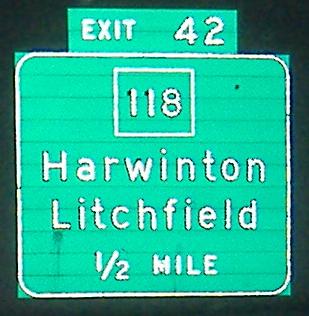 EXIT 42
118
Harwinton
Litchfield
1/2 MILE